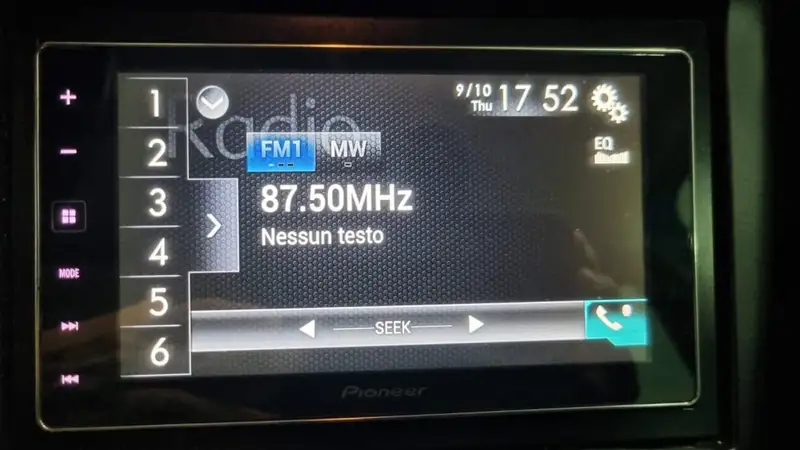 9/10
Thu 17 52
Radio
1
2
3
4
5
6
FM1 MW
EQ
87.50MHz
Nessun testo
MODE
SEEK
Pioneer